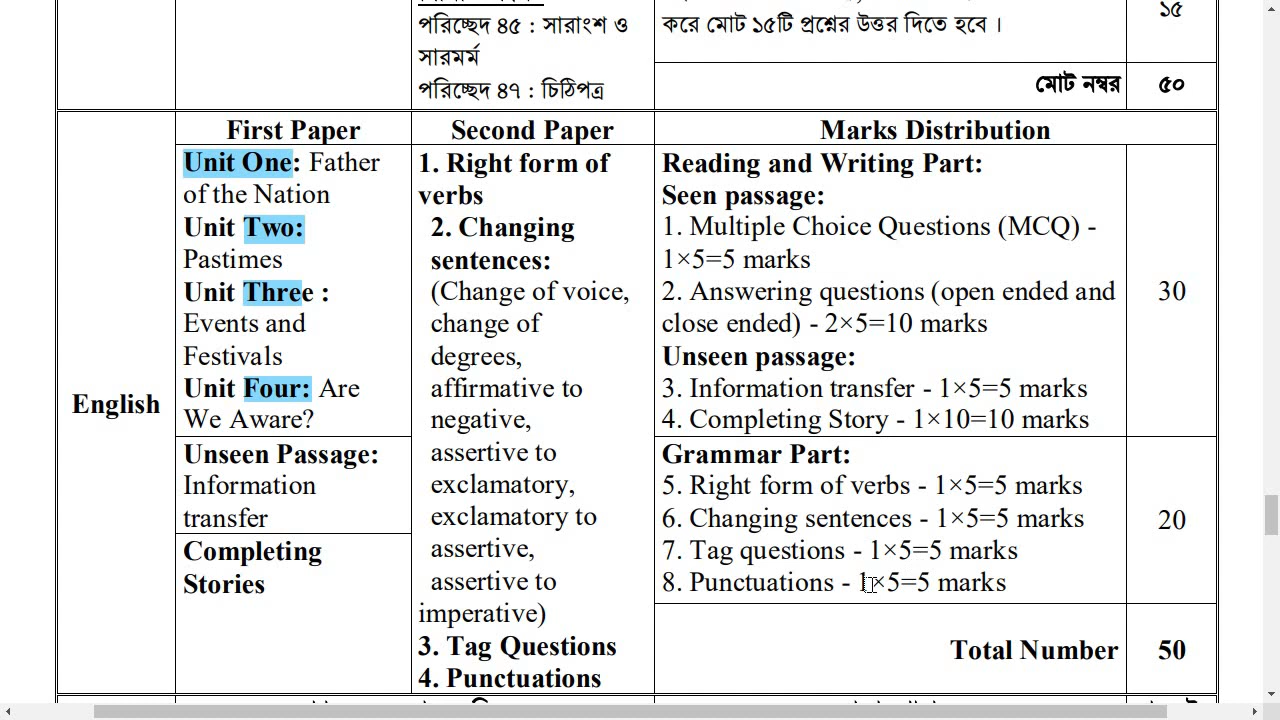 পরিচ্ছেদ ৪৫ : সারাংশ ও
সারমর্ম
পরিচ্ছেদ ৪৭ : চিঠিপত্র
করে মোট ১৫টি প্রশ্নের উত্তর দিতে হবে।
১৫
মোট নম্বর
৫০
English
First Paper
Second Paper
Marks Distribution
Unit One: Father
of the Nation
Unit Two:
Pastimes
Unit Three :
Events and
Festivals
Unit Four: Are
We Aware?
Unseen Passage:
Information
transfer
Completing
Stories
1. Right form of
verbs
2. Changing
sentences:
(Change of voice,
change of
degrees,
affirmative to
negative,
assertive to
exclamatory,
exclamatory to
assertive,
assertive to
imperative)
3. Tag Questions
4. Punctuations
Reading and Writing Part:
Seen passage:
1. Multiple Choice Questions (MCQ) -
1×5=5 marks
2. Answering questions (open ended and
close ended) - 2×5=10 marks
Unseen passage:
3. Information transfer - 1×5=5 marks
4. Completing Story - 1×10=10 marks
30
Grammar Part:
5. Right form of verbs - 1×5=5 marks
6. Changing sentences - 1×5=5 marks
7. Tag questions - 1×5=5 marks
8. Punctuations - 1×5=5 marks
20
Total Number
50